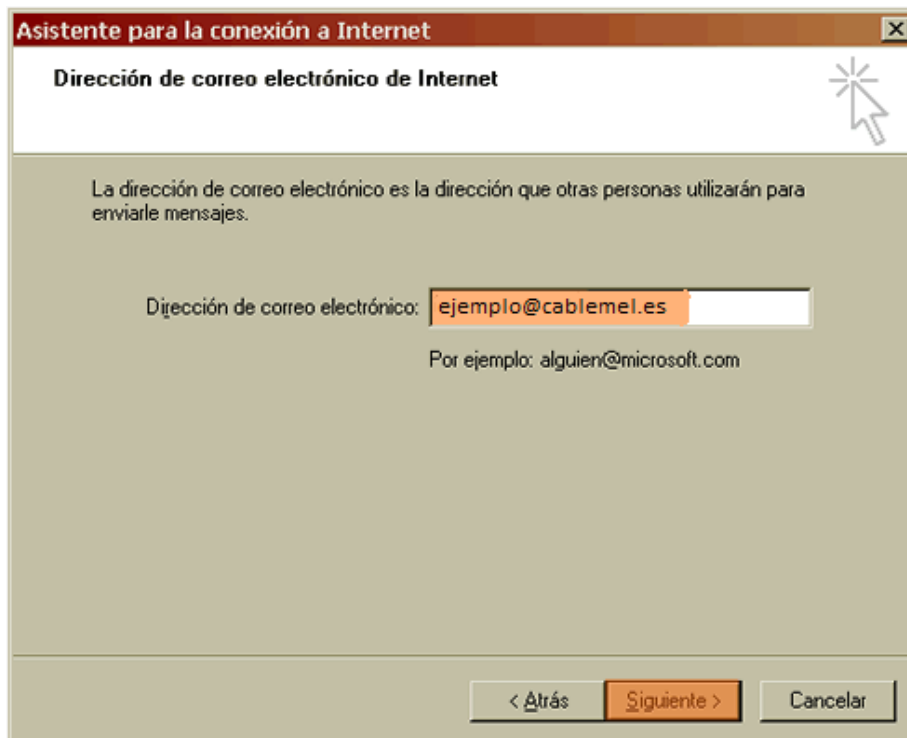 Asistente para la conexión a Internet
Dirección de correo electrónico de Internet
La dirección de correo electrónico es la dirección que otras personas utilizarán para
enviarle mensajes.
Dirección de correo electrónico: ejemplo@cablemel.es
Por ejemplo: alguien@microsoft.com
< Atrás Siguiente > Cancelar